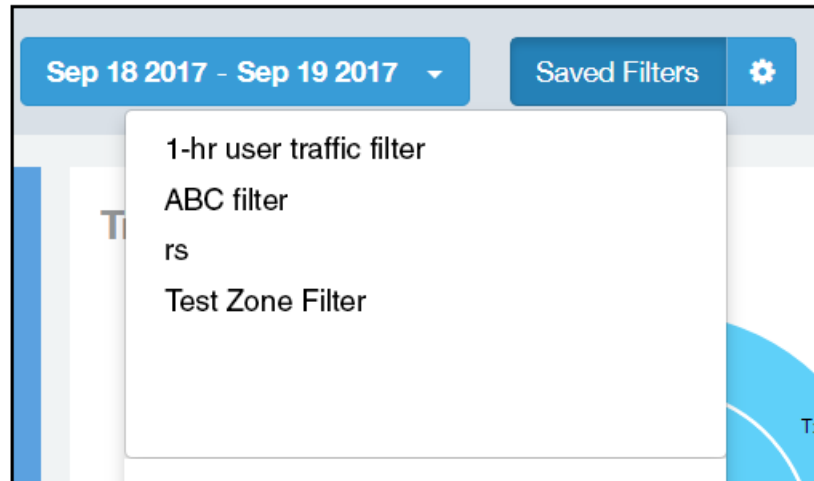 Sep 18 2017 - Sep 19 2017
Saved Filters
1-hr user traffic filter
ABC filter
rs
Test Zone Filter